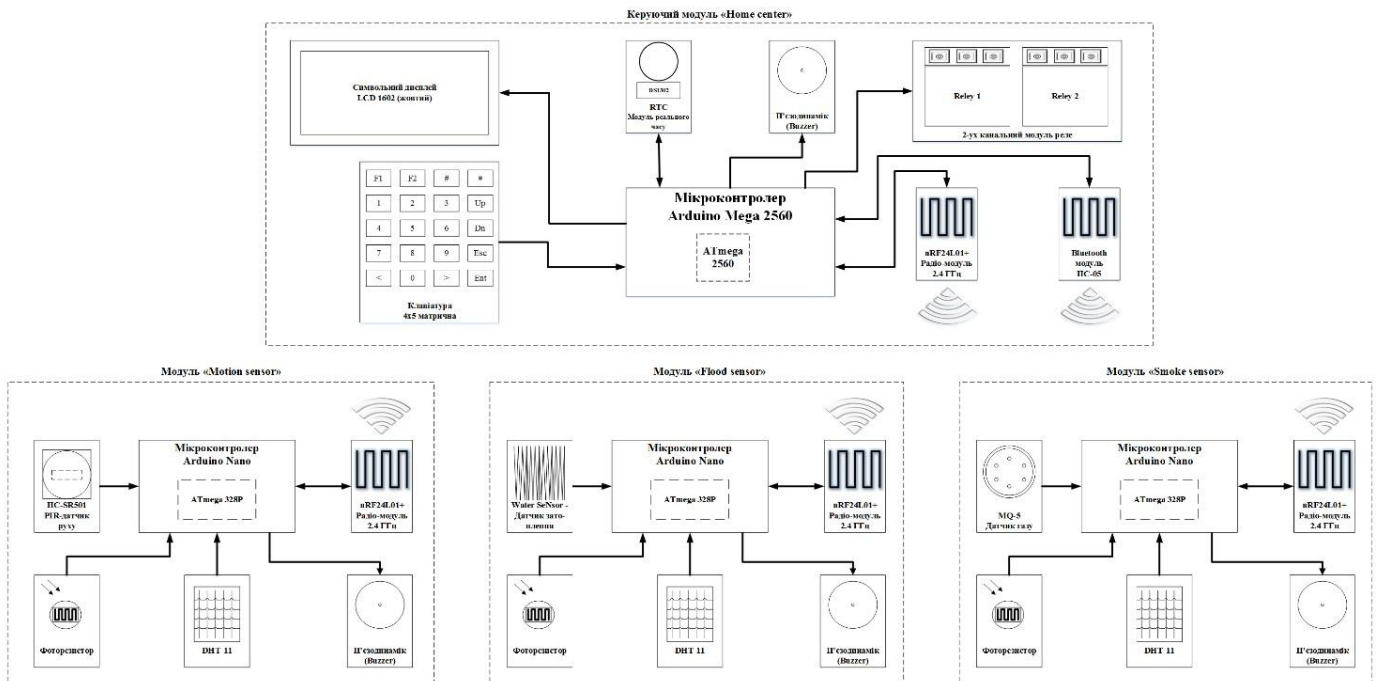 Керуючий модуль «Home center»
Символьний дисплей
LCD 1602 (жовтий)
DS1302
RTC
Модуль реального
часу
П'єзодинамік
(Buzzer)
Reley 1
Reley 2
2-ух канальний модуль реле
F1 F2 # *
1 2 3 Up
4 5 6 Dn
7 8 9 Esc
< 0 > Ent
Клавіатура
4x5 матрична
Мікроконтролер
Arduino Mega 2560
ATmega
2560
nRF24L01+
Радіо-модуль
2.4 ГГц
Bluetooth
модуль
HC-05
Модуль «Motion sensor»
HC-SR501
PIR-датчик
руху
Мікроконтролер
Arduino Nano
ATmega 328P
nRF24L01+
Радіо-модуль
2.4 ГГц
Фоторезистор
DHT 11
П'єзодинамік
(Buzzer)
Модуль «Flood sensor»
Water SeNsor -
Датчик зато-
плення
Мікроконтролер
Arduino Nano
ATmega 328P
nRF24L01+
Радіо-модуль
2.4 ГГц
Фоторезистор
DHT 11
П'єзодинамік
(Buzzer)
Модуль «Smoke sensor»
MQ-5
Датчик газу
Мікроконтролер
Arduino Nano
ATmega 328P
nRF24L01+
Радіо-модуль
2.4 ГГц
Фоторезистор
DHT 11
П'єзодинамік
(Buzzer)